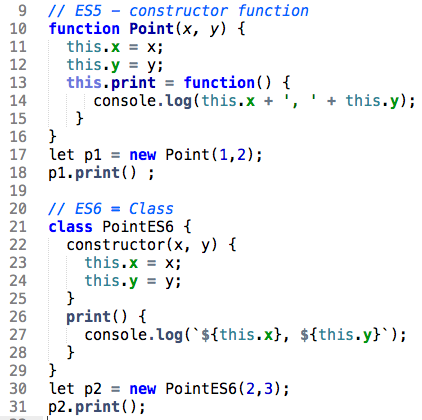 9 // ES5 - constructor function
10 function Point(x, y) {
11 this.x = x;
12 this.y = y;
13 this.print = function() {
14 console.log(this.x + ', ' + this.y);
15 }
16 }
17 let p1 = new Point(1,2);
18 p1.print() ;
19
20 // ES6 = Class
21 class PointES6 {
22 constructor(x, y) {
23 this.x = x;
24 this.y = y;
25 }
26 print() {
27 console.log(`${this.x}, ${this.y}`);
28 }
29 }
30 let p2 = new PointES6(2,3);
31 p2.print();